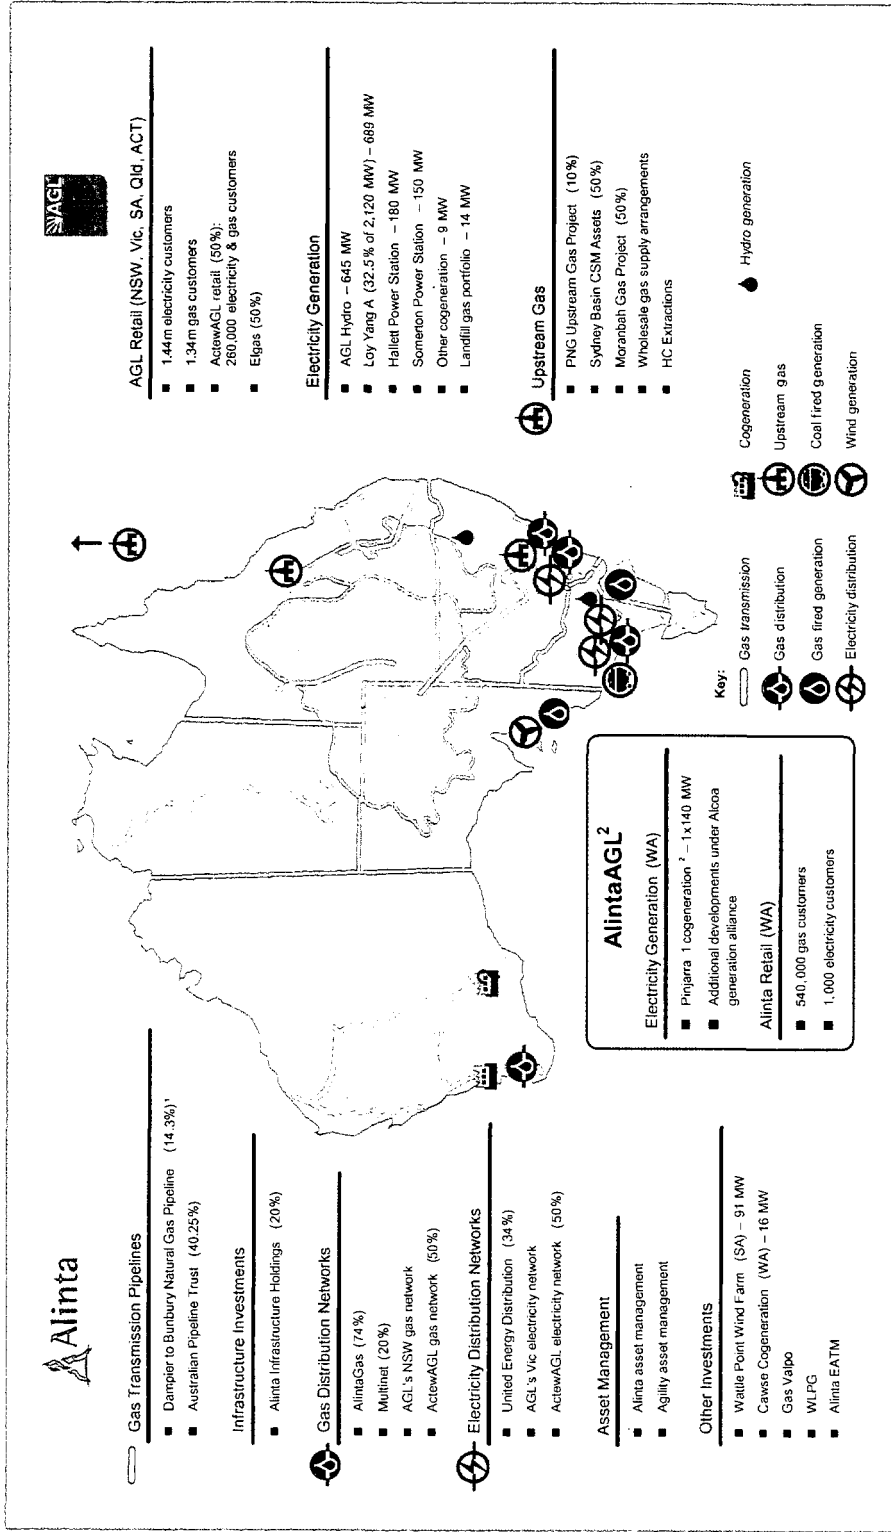 Alinta
Gas Transmission Pipelines
■ Dampier to Bunbury Natural Gas Pipeline (14.3%)¹
■ Australian Pipeline Trust (40.25%)
Infrastructure Investments
■ Alinta Infrastructure Holdings (20%)
Gas Distribution Networks
■ AlintaGas (74%)
■ Multinet (20%)
■ AGL's NSW gas network
■ ActewAGL gas network (50%)
Electricity Distribution Networks
■ United Energy Distribution (34%)
■ AGL's Vic electricity network
■ ActewAGL electricity network (50%)
Asset Management
■ Alinta asset management
■ Agility asset management
Other Investments
■ Wattle Point Wind Farm (SA) – 91 MW
■ Cawse Cogeneration (WA) – 16 MW
■ Gas Valpo
■ WLPG
■ Alinta EATM
AlintaAGL²
Electricity Generation (WA)
■ Pinjarra 1 cogeneration ² – 1x140 MW
■ Additional developments under Alcoa
generation alliance
Alinta Retail (WA)
■ 540,000 gas customers
■ 1,000 electricity customers
AGL
AGL Retail (NSW, Vic, SA, Qld, ACT)
■ 1.44m electricity customers
■ 1.34m gas customers
■ ActewAGL retail (50%):
260,000 electricity & gas customers
■ Elgas (50%)
Electricity Generation
■ AGL Hydro – 645 MW
■ Loy Yang A (32.5% of 2,120 MW) – 689 MW
■ Hallett Power Station – 180 MW
■ Somerton Power Station – 150 MW
■ Other cogeneration – 9 MW
■ Landfill gas portfolio – 14 MW
Upstream Gas
■ PNG Upstream Gas Project (10%)
■ Sydney Basin CSM Assets (50%)
■ Moranbah Gas Project (50%)
■ Wholesale gas supply arrangements
■ HC Extractions
Key:
Gas transmission
Cogeneration
Hydro generation
Gas distribution
Upstream gas
Gas fired generation
Coal fired generation
Electricity distribution
Wind generation